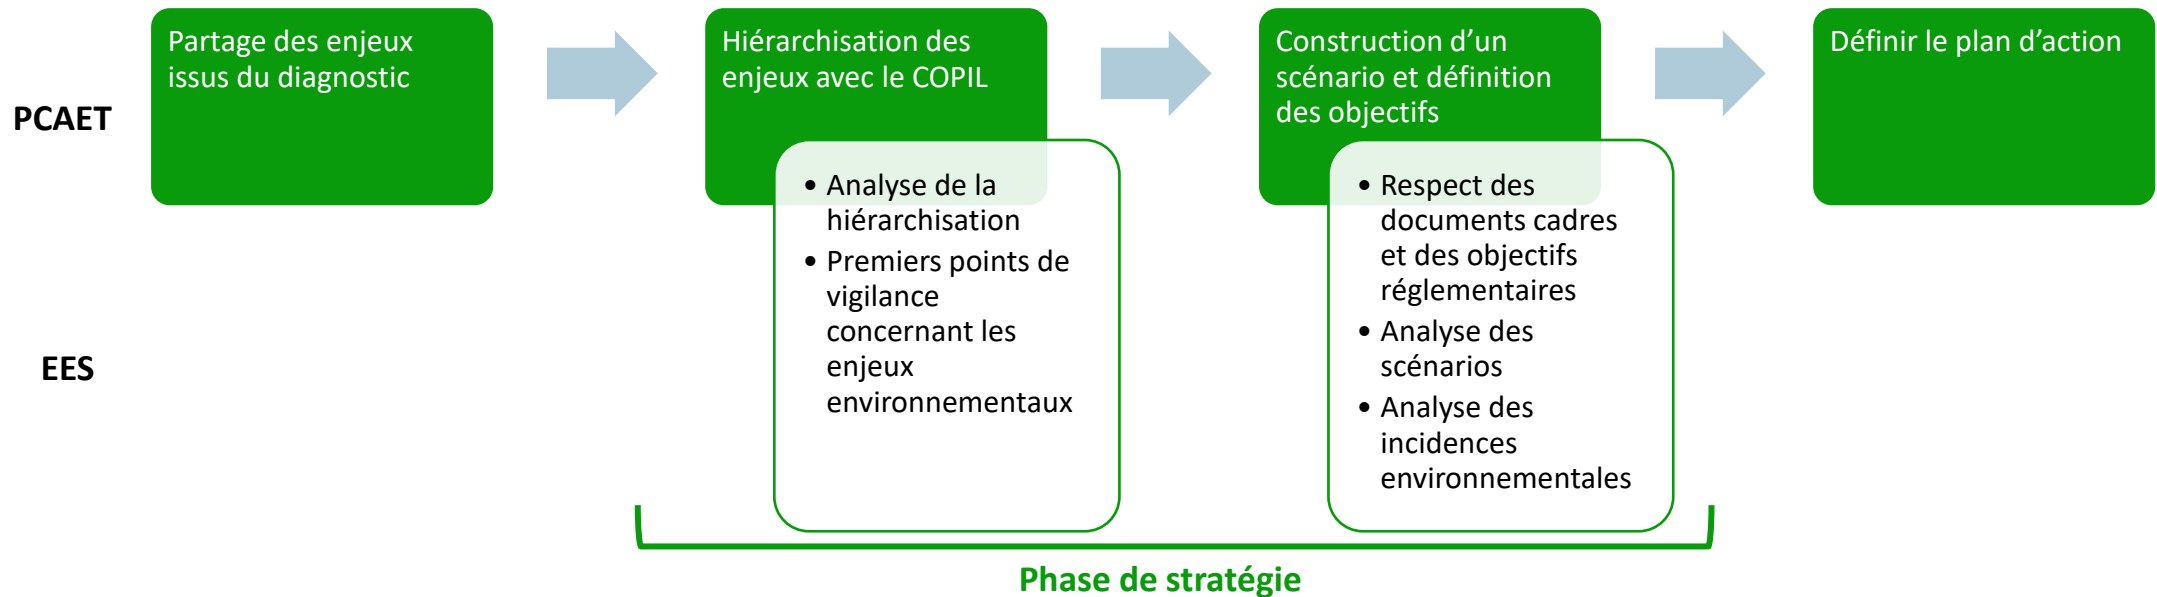 PCAET
Partage des enjeux
issus du diagnostic
Hiérarchisation des
enjeux avec le COPIL
Construction d’un
scénario et définition
des objectifs
Définir le plan d’action
EES
• Analyse de la
hiérarchisation
• Premiers points de
vigilance
concernant les
enjeux
environnementaux
• Respect des
documents cadres
et des objectifs
réglementaires
• Analyse des
scénarios
• Analyse des
incidences
environnementales
Phase de stratégie